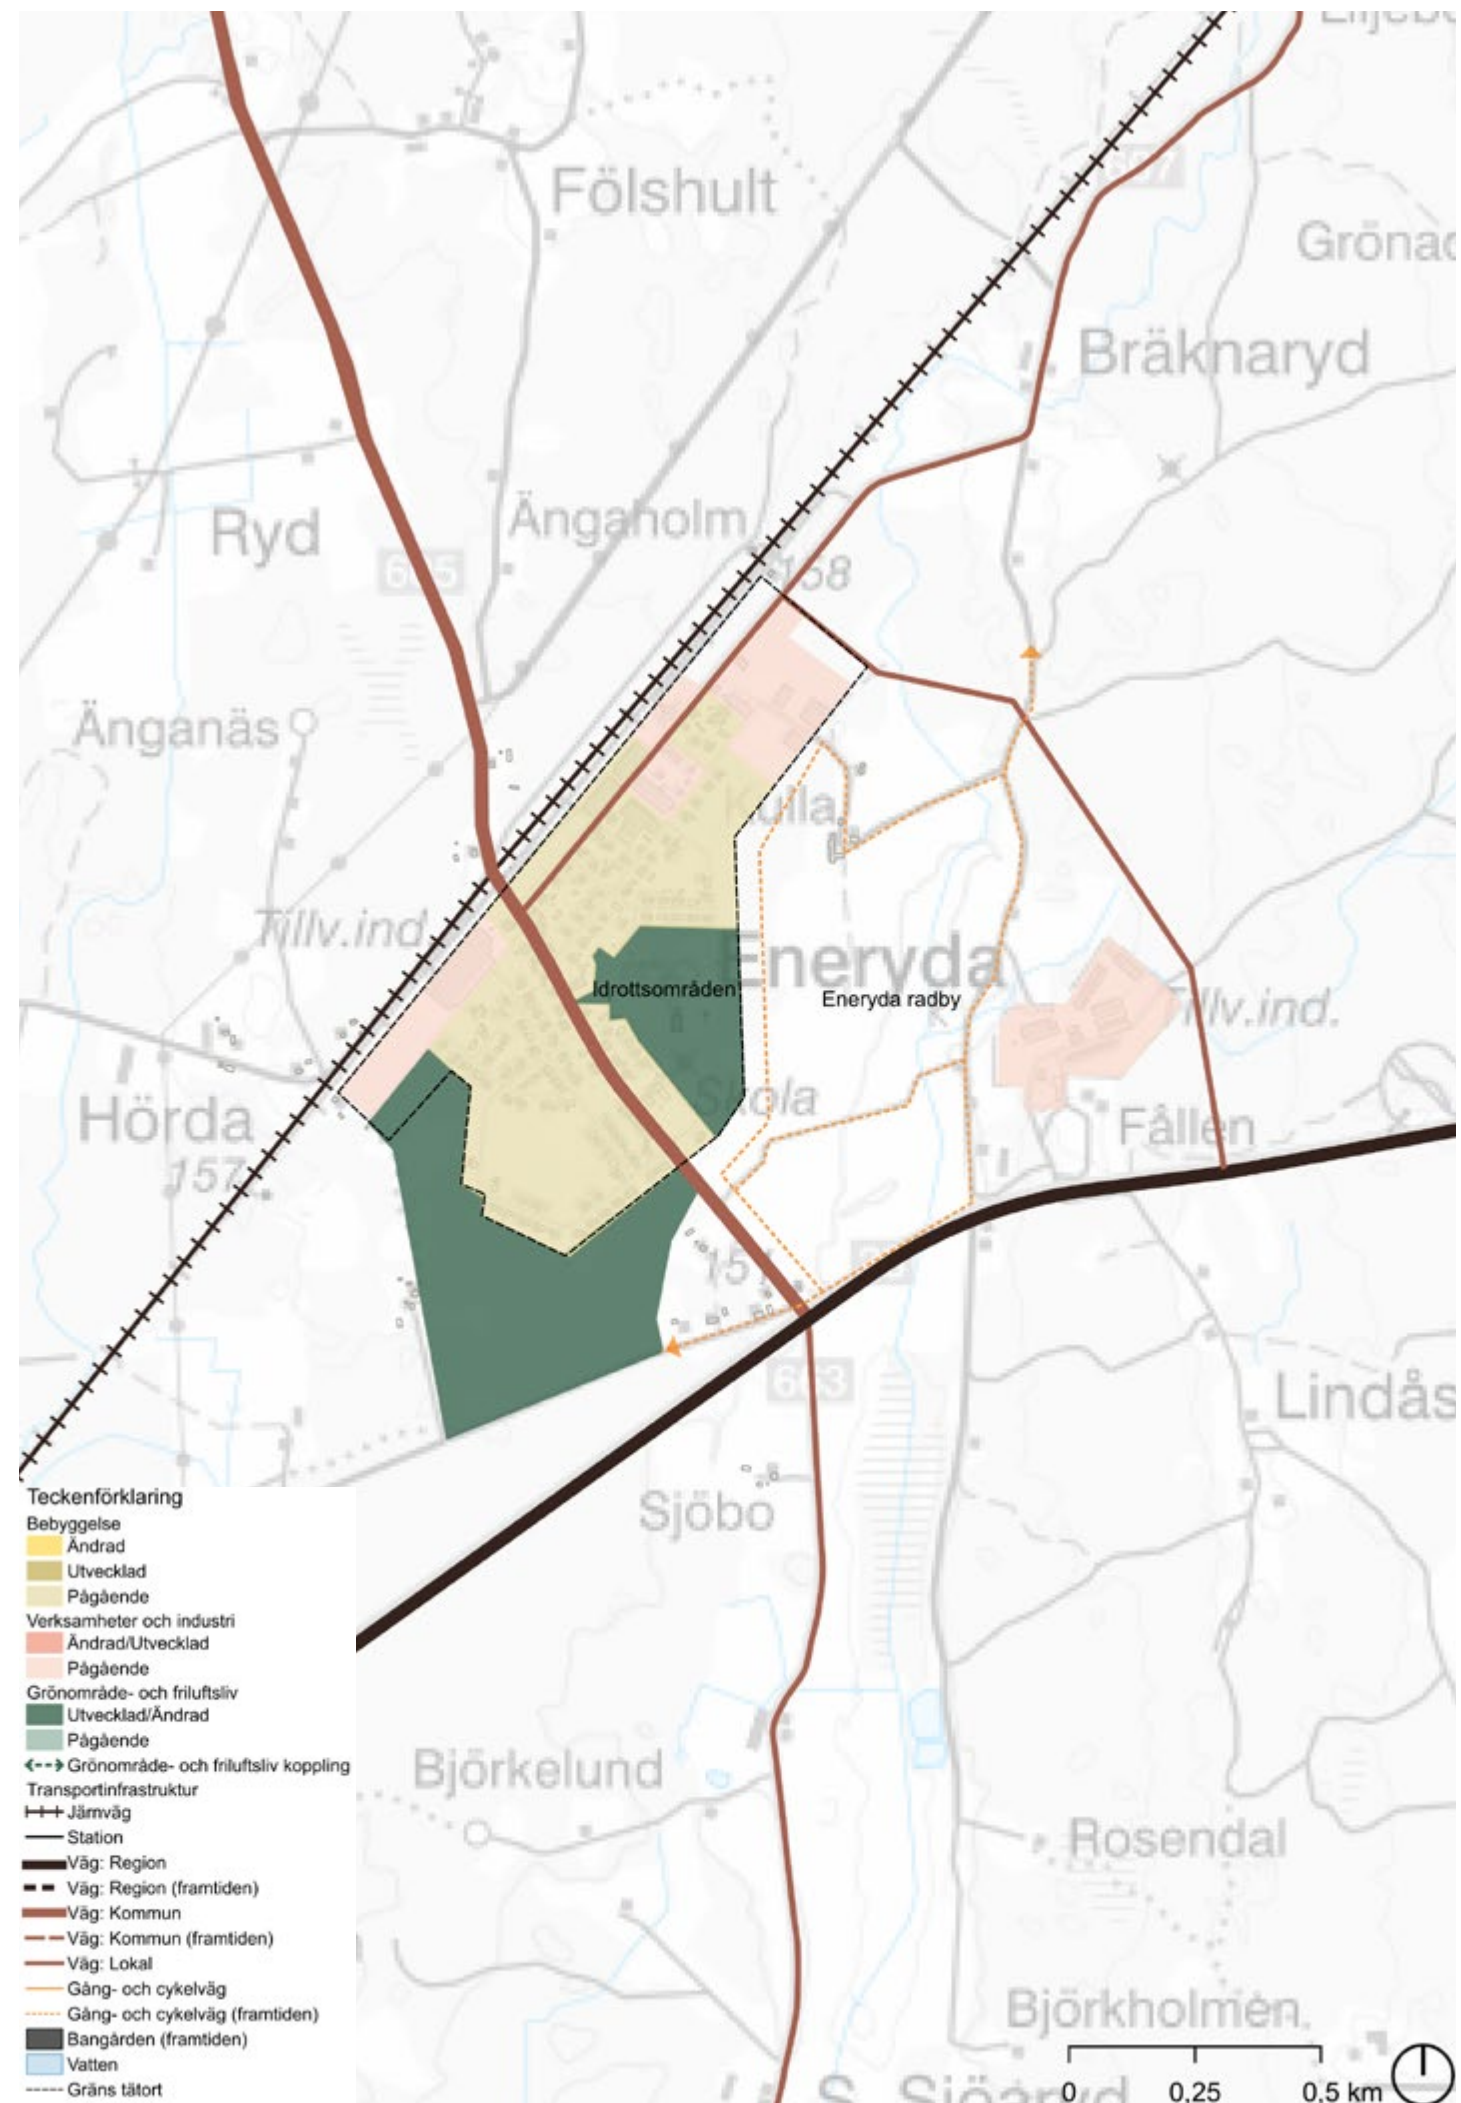 Fölshult
Bräknaryd
Ängaholm
Ryd
158
Änganäs
Kulla
Tillv.ind
Eneryda
Idrottsområden
Eneryda radby
Tillv.ind.
Skola
Hörda
Fållen
157
151
663
Lindås
Sjöbo
Teckenförklaring
Bebyggelse
Ändrad
Utvecklad
Pågående
Verksamheter och industri
Ändrad/Utvecklad
Pågående
Grönområde- och friluftsliv
Utvecklad/Ändrad
Pågående
Grönområde- och friluftsliv koppling
Transportinfrastruktur
Järnväg
Station
Väg: Region
Väg: Region (framtiden)
Väg: Kommun
Väg: Kommun (framtiden)
Väg: Lokal
Gång- och cykelväg
Gång- och cykelväg (framtiden)
Bangården (framtiden)
Vatten
Gräns tätort
Björkelund
Rosendal
Björkholmen
0 0,25 0,5 km